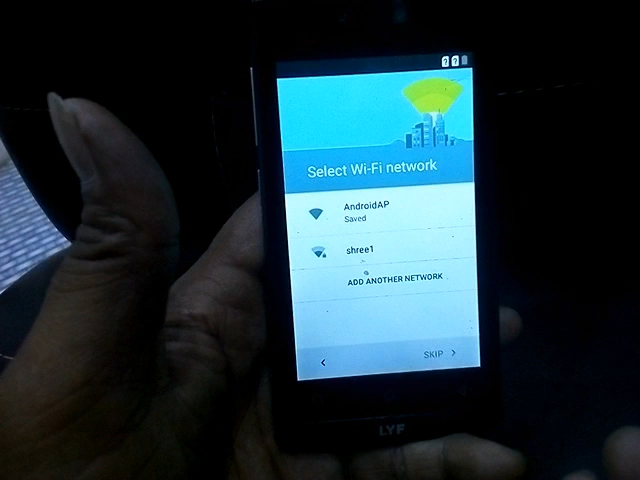 Select Wi-Fi network
AndroidAP
Saved
shree1
ADD ANOTHER NETWORK
SKIP
LYF